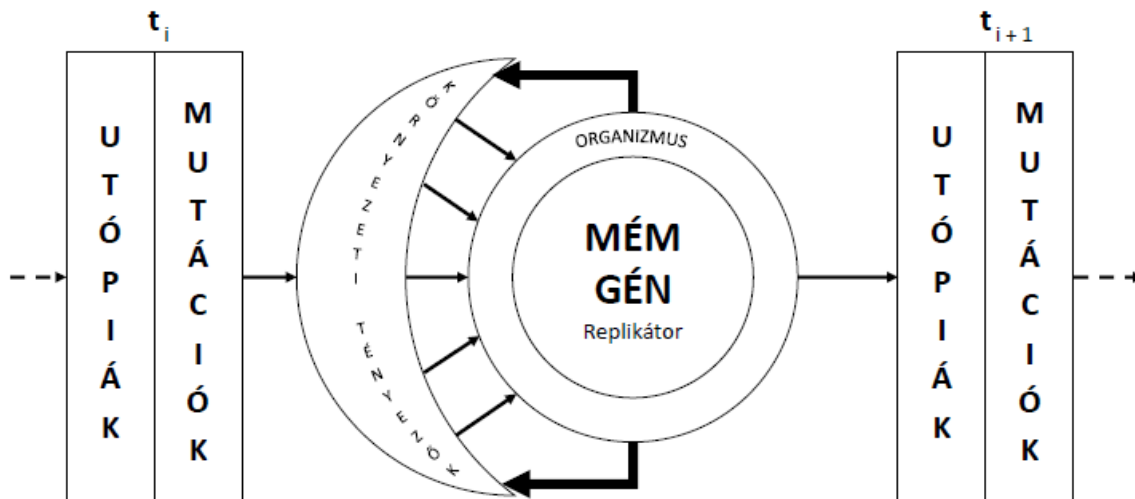 t i
t i + 1
UTÓPIÁK
MUTÁCIÓK
KÖRNYEZETI TÉNYEZŐK
ORGANIZMUS
MÉM
GÉN
Replikátor
UTÓPIÁK
MUTÁCIÓK